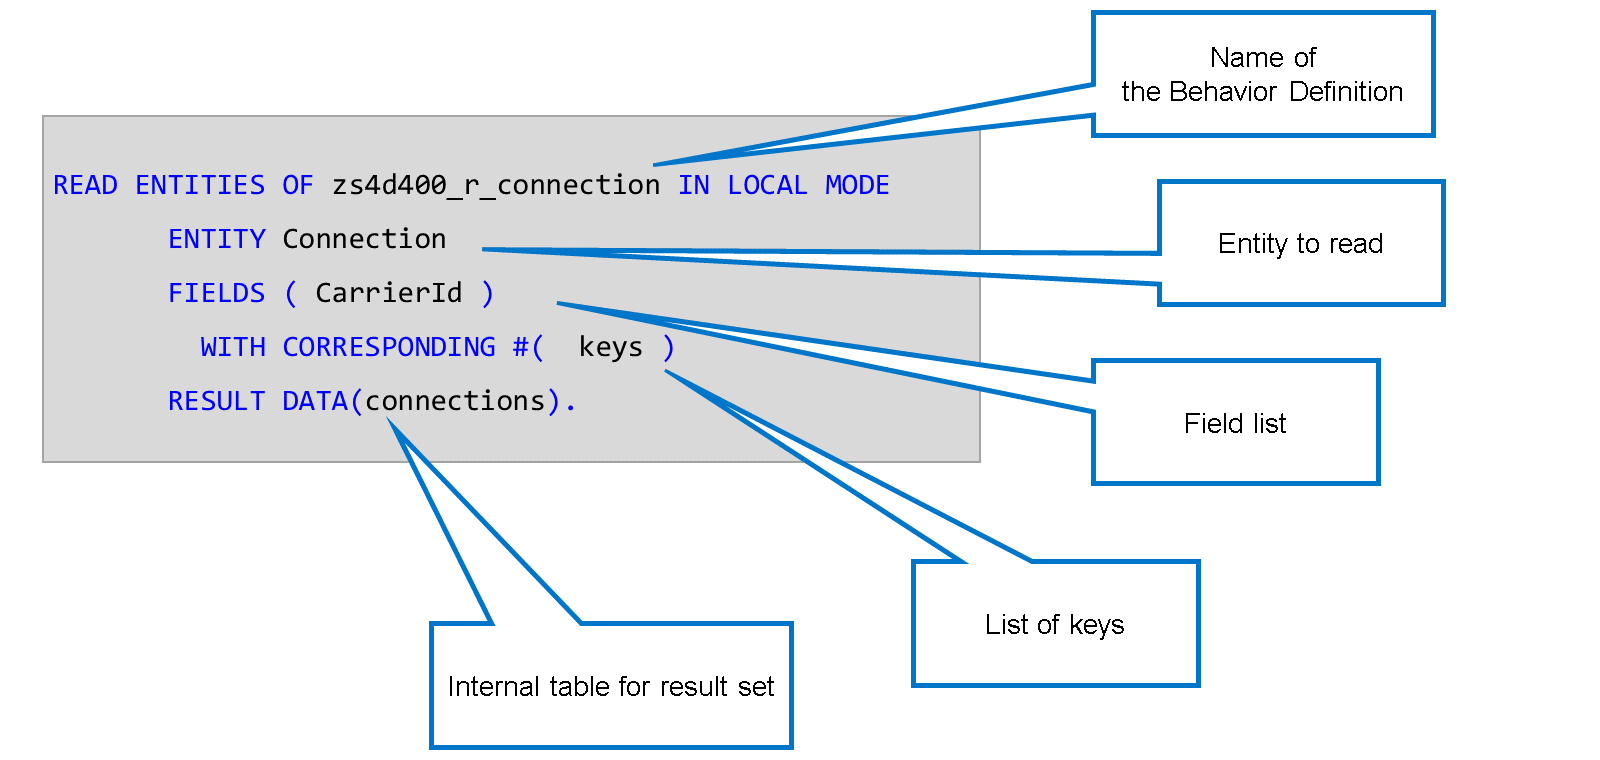 Name of
the Behavior Definition
READ ENTITIES OF zs4d400_r_connection IN LOCAL MODE
ENTITY Connection
FIELDS ( CarrierId )
WITH CORRESPONDING #(  keys )
RESULT DATA(connections).
Entity to read
Field list
List of keys
Internal table for result set